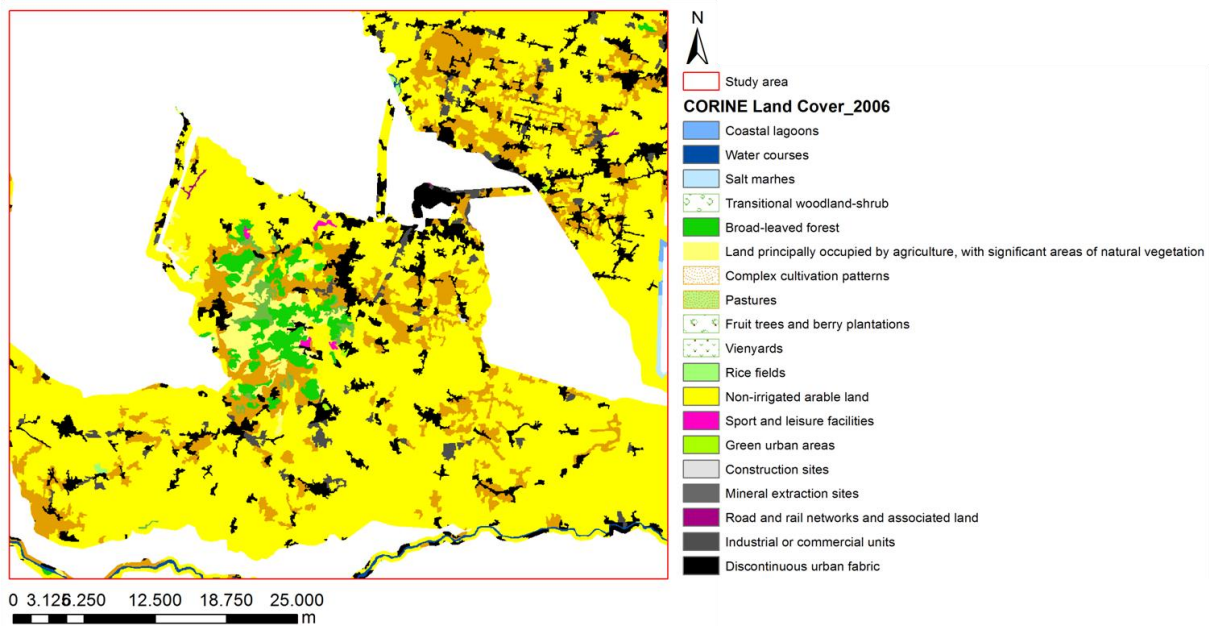 N
Study area
CORINE Land Cover_2006
Coastal lagoons
Water courses
Salt marhes
Transitional woodland-shrub
Broad-leaved forest
Land principally occupied by agriculture, with significant areas of natural vegetation
Complex cultivation patterns
Pastures
Fruit trees and berry plantations
Vienyards
Rice fields
Non-irrigated arable land
Sport and leisure facilities
Green urban areas
Construction sites
Mineral extraction sites
Road and rail networks and associated land
Industrial or commercial units
Discontinuous urban fabric
0 3.125 6.250 12.500 18.750 25.000
m